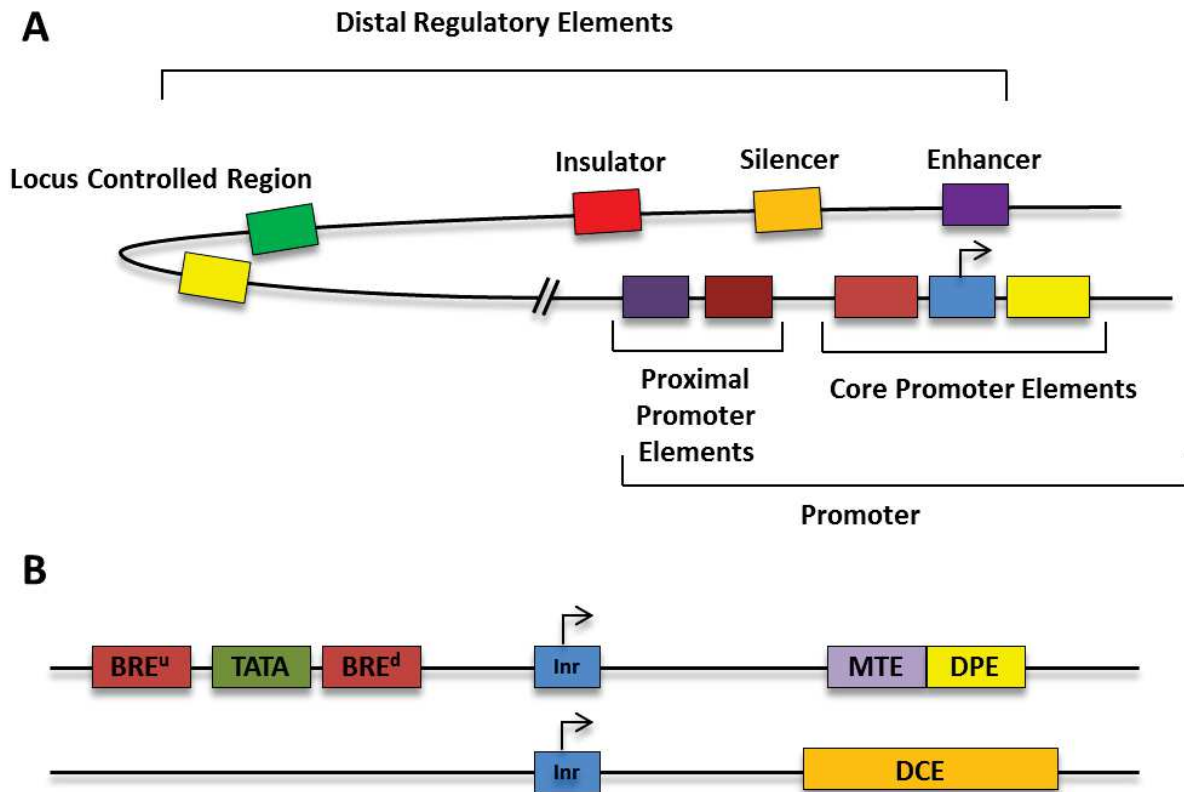 A
Distal Regulatory Elements
Locus Controlled Region
Insulator
Silencer
Enhancer
Proximal
Promoter
Elements
Core Promoter Elements
Promoter
B
BREᵘ TATA BREᵈ Inr MTE DPE
Inr DCE